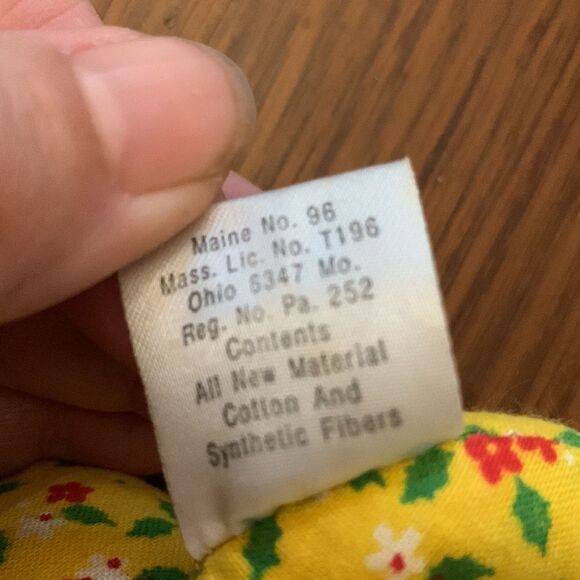 Maine No. 96
Mass. Lic. No. T196
Ohio 6347 Mo.
Reg. No. Pa. 252
Contents
All New Material
Cotton And
Synthetic Fibers